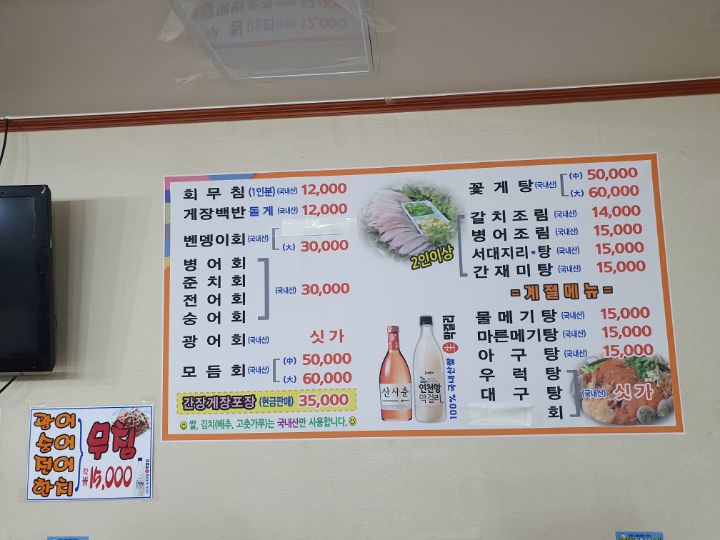 회 무 침 (1인분) (국내산) 12,000
게장백반 돌 게 (국내산) 12,000
벤뎅이회 (국내산) (大) 30,000
병 어 회
준 치 회
전 어 회
숭 어 회
(국내산) 30,000
광 어 회 (국내산) 싯 가
모 듬 회 (국내산) (中) 50,000
(大) 60,000
간장게장포장 (현금판매) 35,000
쌀, 김치(배추, 고춧가루)는 국내산만 사용합니다.
2인이상
산사춘
인천양
막걸리
100% 국내산쌀 막걸리
꽃 게 탕 (국내산) (中) 50,000
(大) 60,000
갈 치 조 림 (국내산) 14,000
병 어 조 림 (국내산) 15,000
서대지리·탕 (국내산) 15,000
간 재 미 탕 (국내산) 15,000
= 계 절 메 뉴 =
물 메 기 탕 (국내산) 15,000
마른메기탕 (국내산) 15,000
아 구 탕 (국내산) 15,000
우 럭 탕
대 구 탕
회
(국내산) 싯 가
광어
숭어
전어
한치
무침
각 15,000